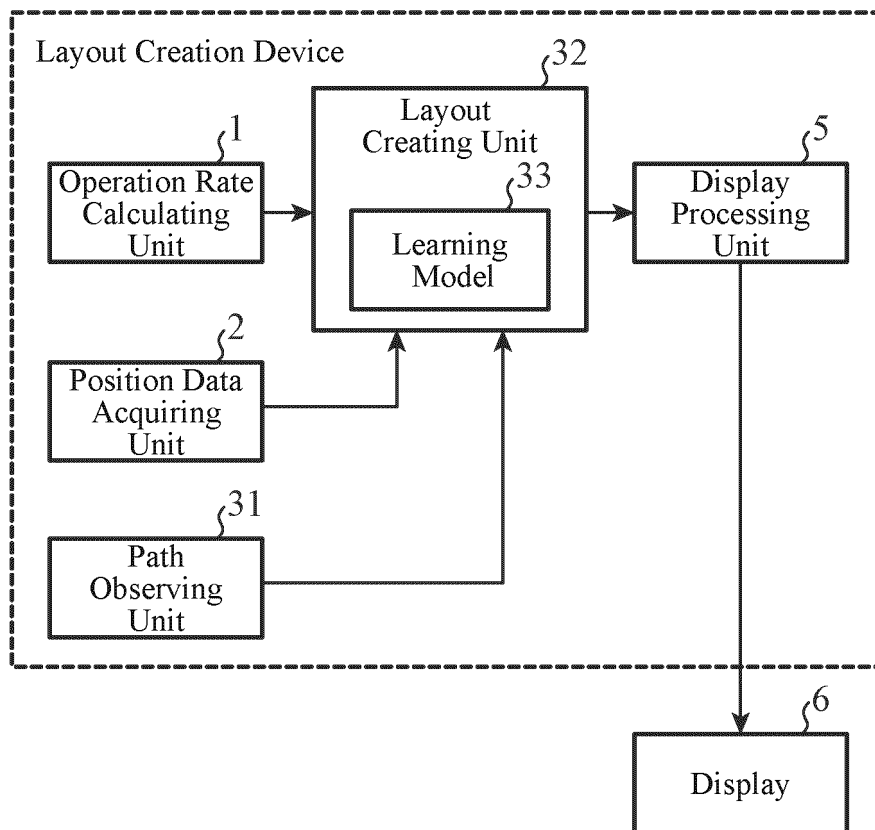 Layout Creation Device
32
Layout
Creating Unit
33
Learning
Model
1
Operation Rate
Calculating
Unit
5
Display
Processing
Unit
2
Position Data
Acquiring
Unit
31
Path
Observing
Unit
6
Display